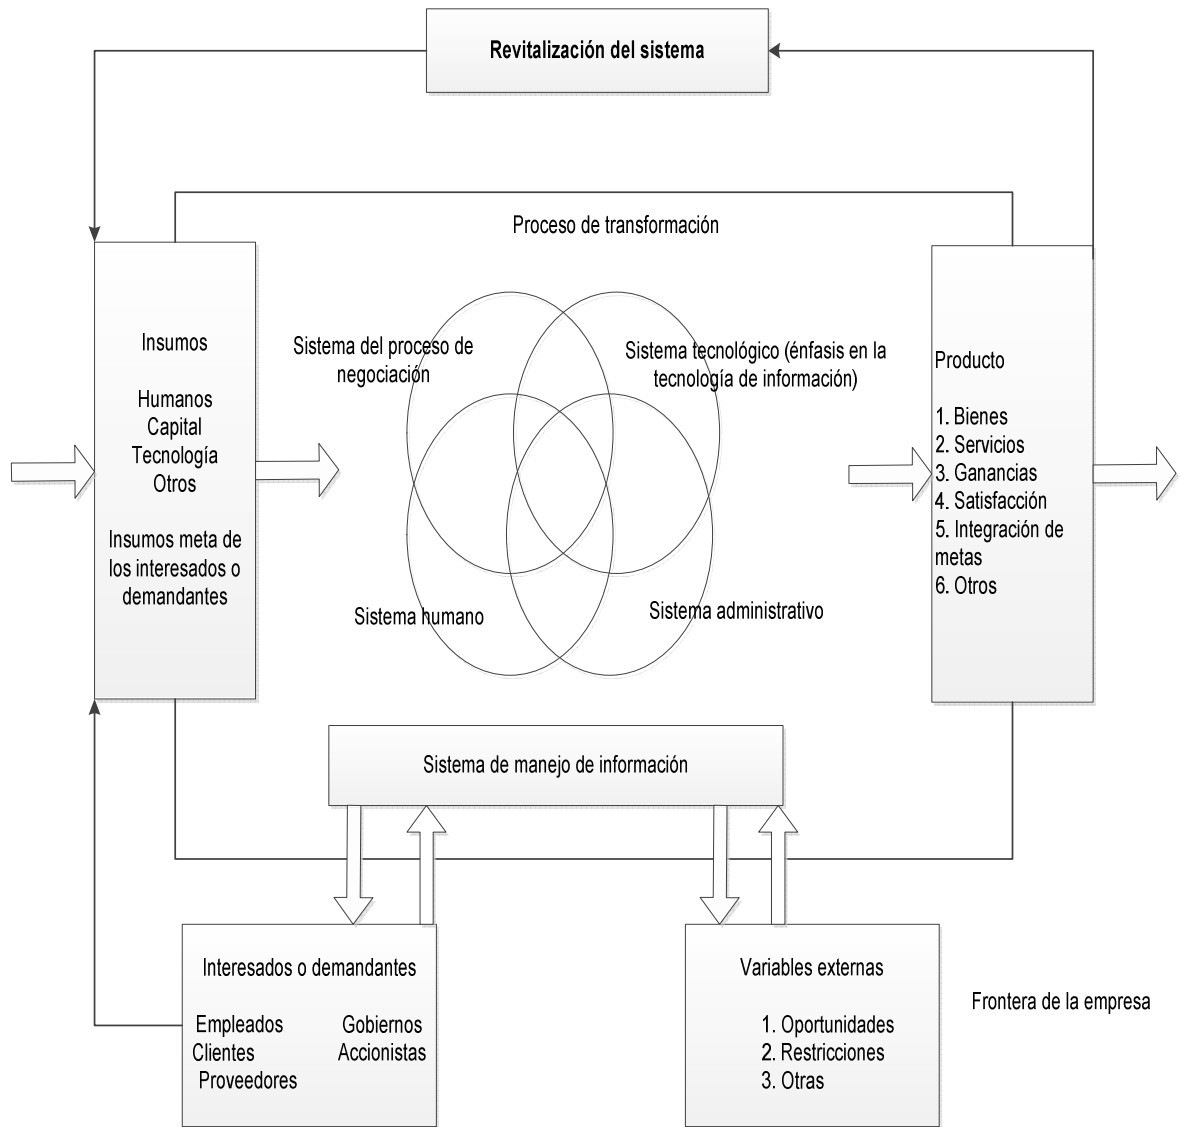 Revitalización del sistema
Proceso de transformación
Insumos
Humanos
Capital
Tecnología
Otros
Insumos meta de
los interesados o
demandantes
Sistema del proceso de
negociación
Sistema tecnológico (énfasis en la
tecnología de información)
Sistema humano
Sistema administrativo
Producto
1. Bienes
2. Servicios
3. Ganancias
4. Satisfacción
5. Integración de
metas
6. Otros
Sistema de manejo de información
Interesados o demandantes
Empleados Gobiernos
Clientes Accionistas
Proveedores
Variables externas
1. Oportunidades
2. Restricciones
3. Otras
Frontera de la empresa